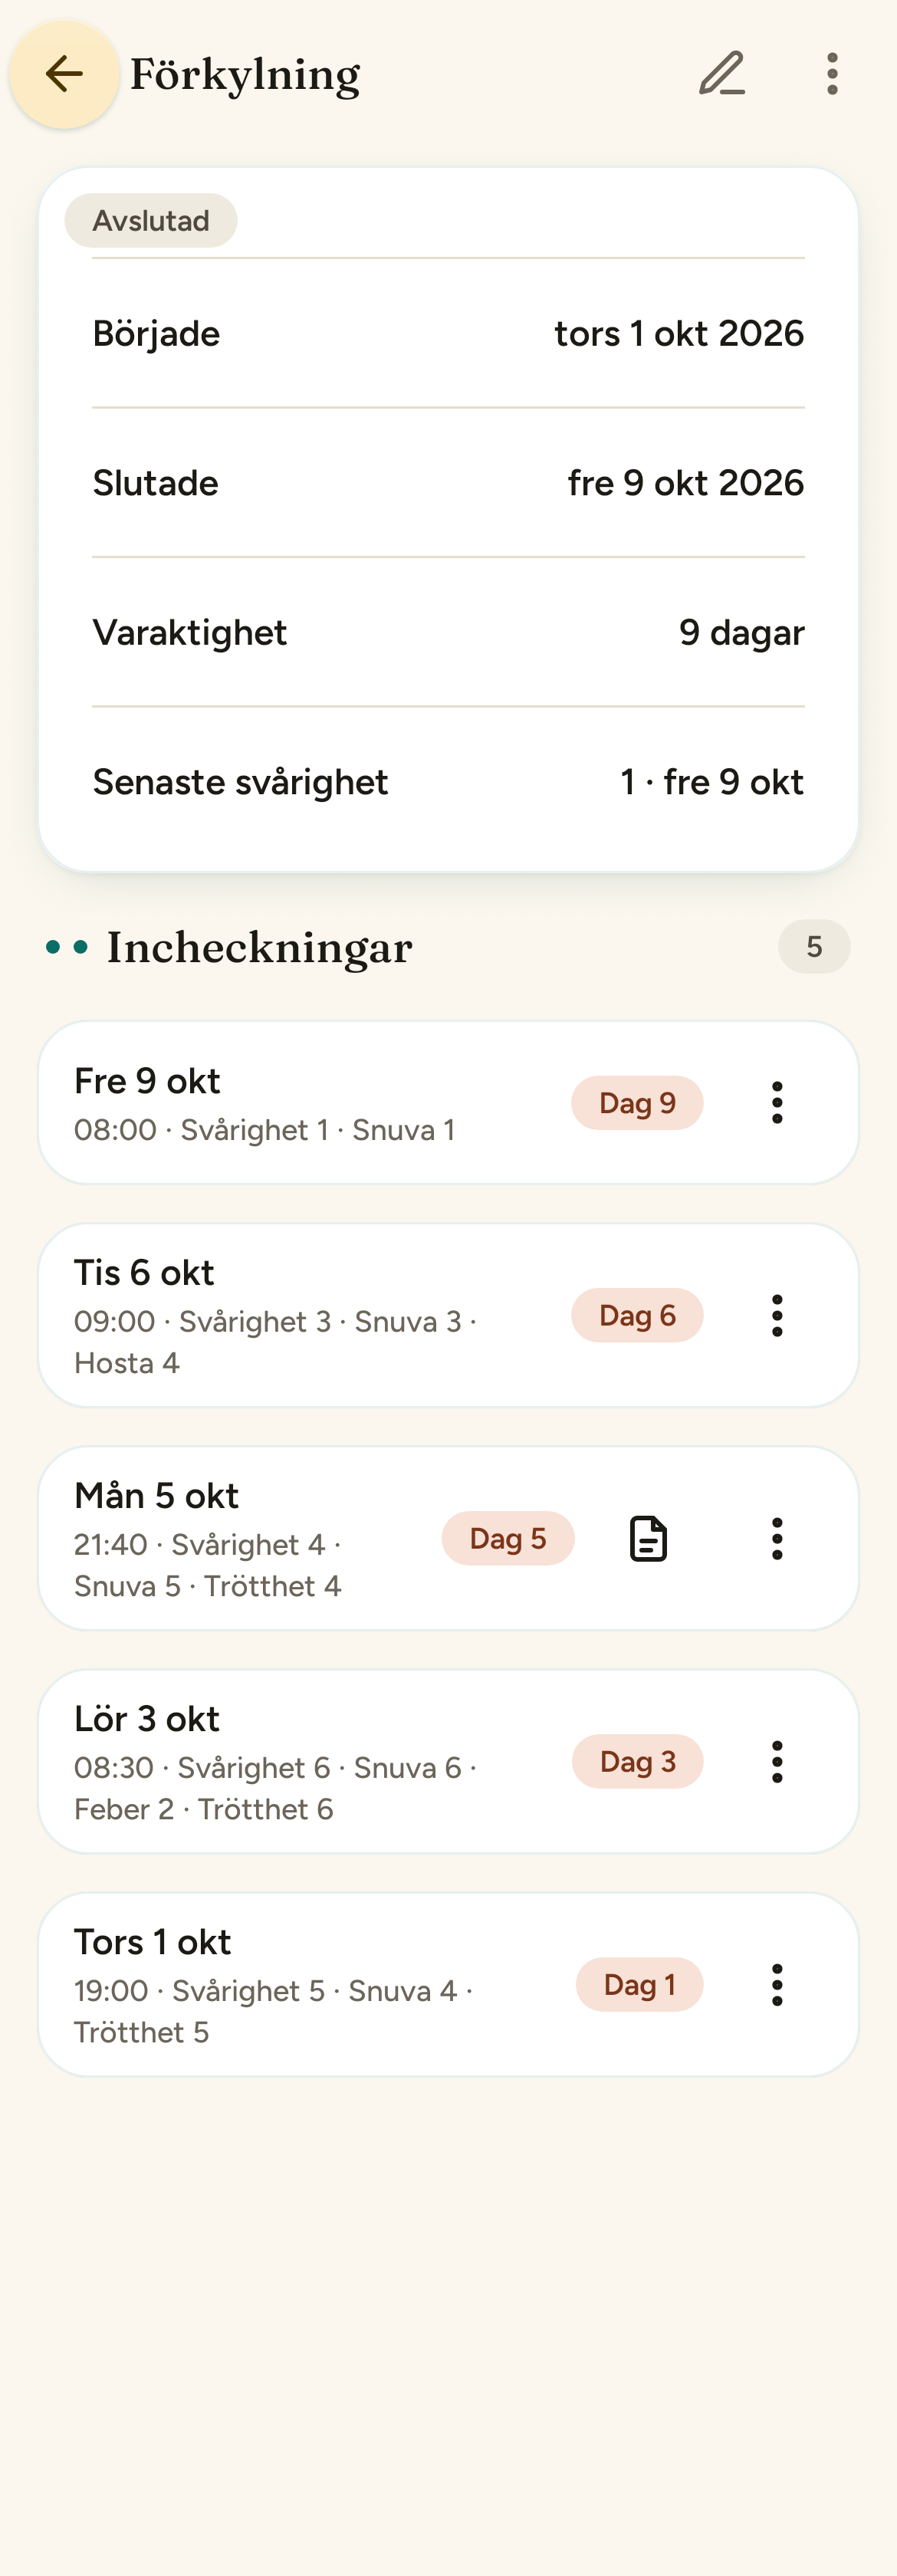 Förkylning
Avslutad
Började tors 1 okt 2026
Slutade fre 9 okt 2026
Varaktighet 9 dagar
Senaste svårighet 1 · fre 9 okt
Incheckningar 5
Fre 9 okt
08:00 · Svårighet 1 · Snuva 1
Dag 9
Tis 6 okt
09:00 · Svårighet 3 · Snuva 3 ·
Hosta 4
Dag 6
Mån 5 okt
21:40 · Svårighet 4 ·
Snuva 5 · Trötthet 4
Dag 5
Lör 3 okt
08:30 · Svårighet 6 · Snuva 6 ·
Feber 2 · Trötthet 6
Dag 3
Tors 1 okt
19:00 · Svårighet 5 · Snuva 4 ·
Trötthet 5
Dag 1